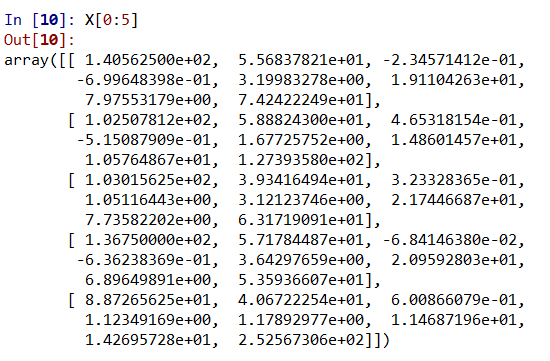 In [10]: X[0:5]
Out[10]:
array([[ 1.40562500e+02,  5.56837821e+01, -2.34571412e-01,
        -6.99648398e-01,  3.19983278e+00,  1.91104263e+01,
         7.97553179e+00,  7.42422249e+01],
       [ 1.02507812e+02,  5.88824300e+01,  4.65318154e-01,
        -5.15087909e-01,  1.67725752e+00,  1.48601457e+01,
         1.05764867e+01,  1.27393580e+02],
       [ 1.03015625e+02,  3.93416494e+01,  3.23328365e-01,
         1.05116443e+00,  3.12123746e+00,  2.17446687e+01,
         7.73582202e+00,  6.31719091e+01],
       [ 1.36750000e+02,  5.71784487e+01, -6.84146380e-02,
        -6.36238369e-01,  3.64297659e+00,  2.09592803e+01,
         6.89649891e+00,  5.35936607e+01],
       [ 8.87265625e+01,  4.06722254e+01,  6.00866079e-01,
         1.12349169e+00,  1.17892977e+00,  1.14687196e+01,
         1.42695728e+01,  2.52567306e+02]])